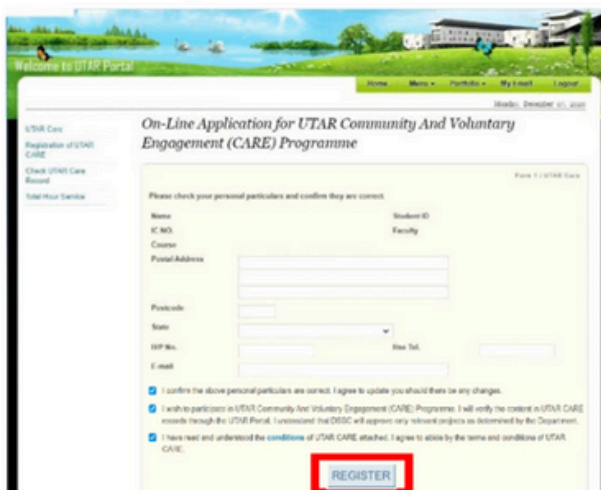 Welcome to UTAR Portal
Home Menu Portfolio My Email Logout
Monday, December
UTAR Care
Registration of UTAR
CARE
Check UTAR Care
Record
Total Hour Service
On-Line Application for UTAR Community And Voluntary
Engagement (CARE) Programme
Form 1 / UTAR Care
Please check your personal particulars and confirm they are correct.
Name Student ID
IC NO. Faculty
Course
Postal Address
Postcode
State
H/P No. Hse Tel.
E-mail
I confirm the above personal particulars are correct. I agree to update you should there be any changes.
I wish to participate in UTAR Community And Voluntary Engagement (CARE) Programme. I will verify the content in UTAR CARE
records through the UTAR Portal. I understand that DSSC will approve any relevant projects as determined by the Department.
I have read and understood the conditions of UTAR CARE attached. I agree to abide by the terms and conditions of UTAR
CARE.
REGISTER